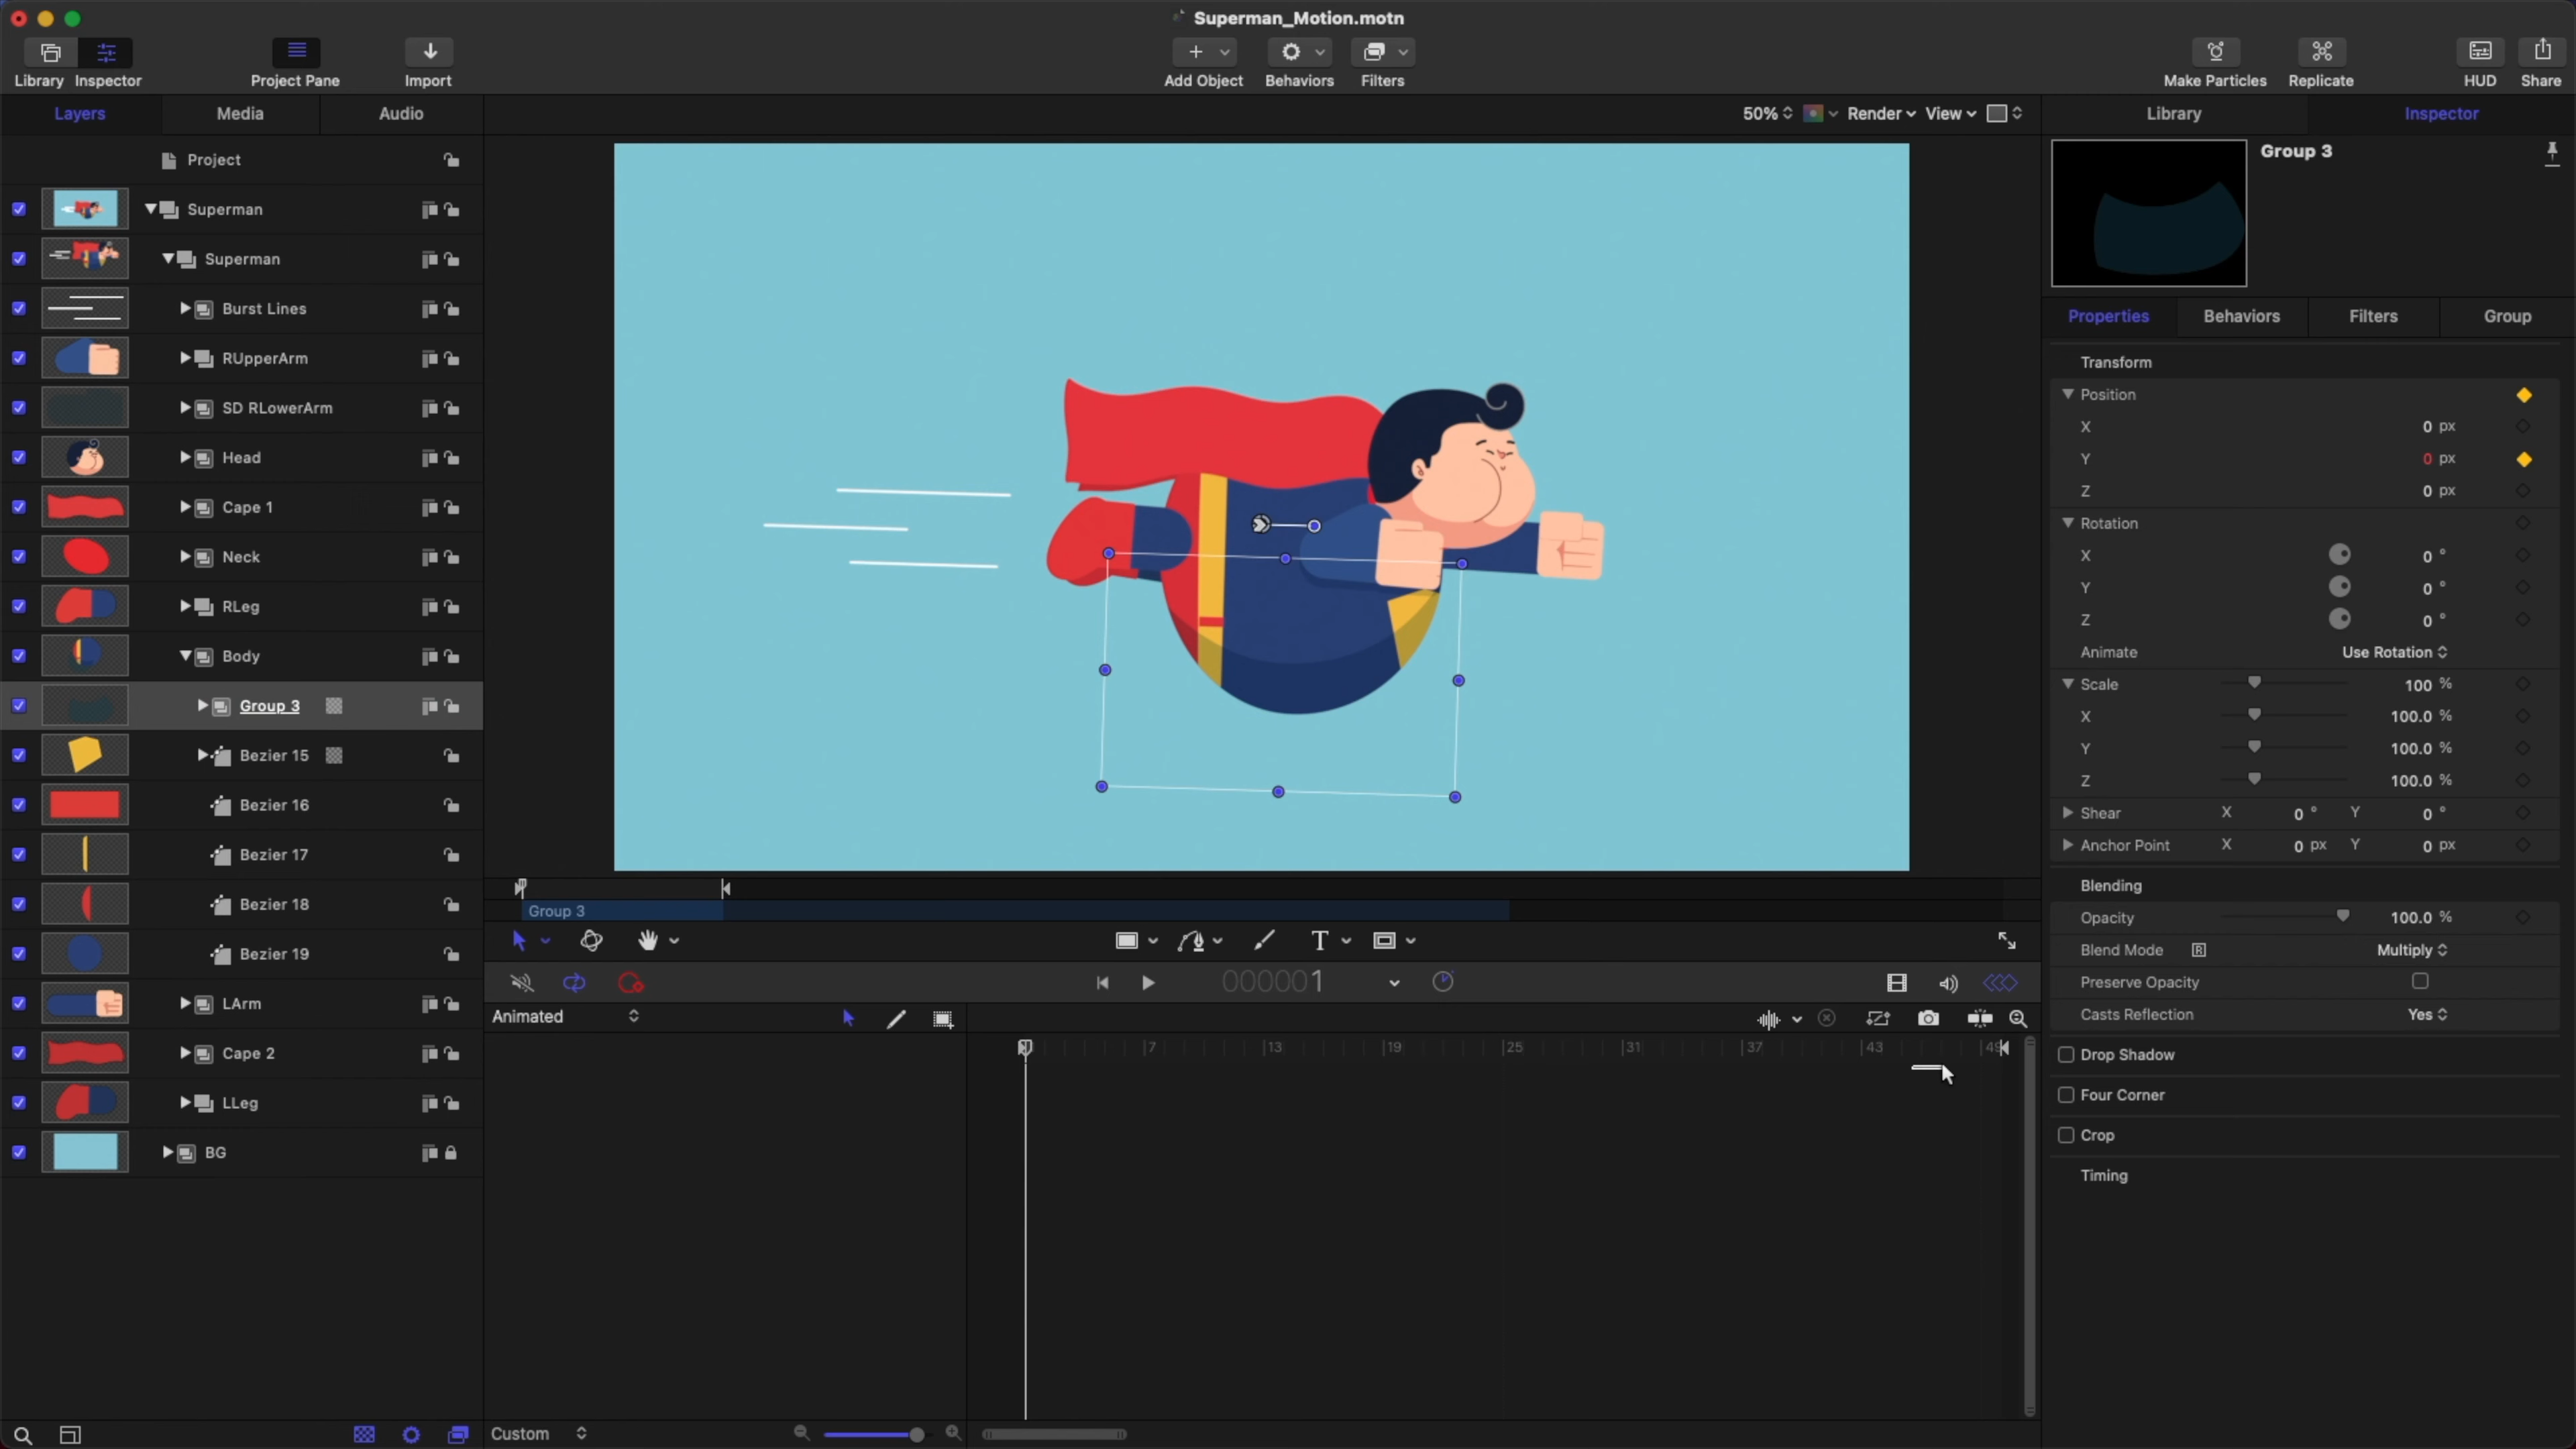 Superman_Motion.motn
Library Inspector Project Pane Import Add Object Behaviors Filters Make Particles Replicate HUD Share
Layers Media Audio
50% Render View
Library Inspector
Project
Superman
Superman
Burst Lines
RUpperArm
SD RLowerArm
Head
Cape 1
Neck
RLeg
Body
Group 3
Bezier 15
Bezier 16
Bezier 17
Bezier 18
Bezier 19
LArm
Cape 2
LLeg
BG
Group 3
T
000001
Animated
7 13 19 25 31 37 43 49
Custom
Group 3
Properties Behaviors Filters Group
Transform
Position
X 0 px
Y 0 px
Z 0 px
Rotation
X 0 °
Y 0 °
Z 0 °
Animate Use Rotation
Scale 100 %
X 100.0 %
Y 100.0 %
Z 100.0 %
Shear X 0 ° Y 0 °
Anchor Point X 0 px Y 0 px
Blending
Opacity 100.0 %
Blend Mode R Multiply
Preserve Opacity
Casts Reflection Yes
Drop Shadow
Four Corner
Crop
Timing